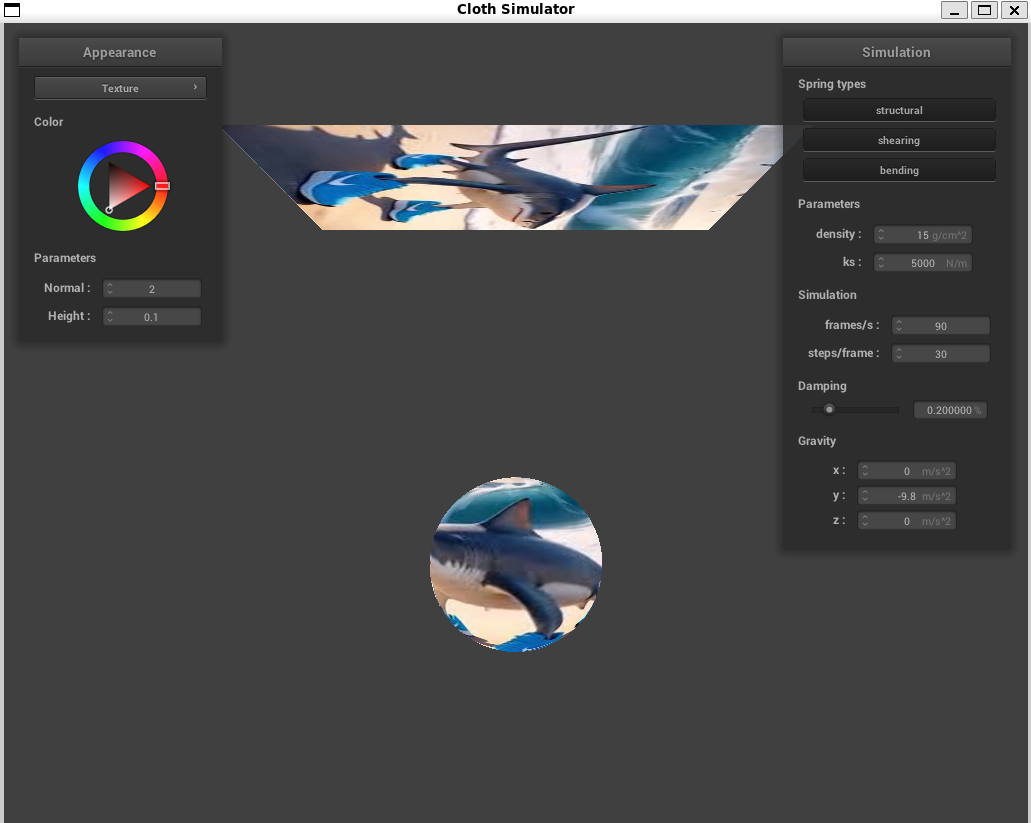 Cloth Simulator
Appearance
Texture
Color
Parameters
Normal : 2
Height : 0.1
Simulation
Spring types
structural
shearing
bending
Parameters
density : 15 g/cm^2
ks : 5000 N/m
Simulation
frames/s : 90
steps/frame : 30
Damping
0.200000 %
Gravity
x : 0 m/s^2
y : -9.8 m/s^2
z : 0 m/s^2